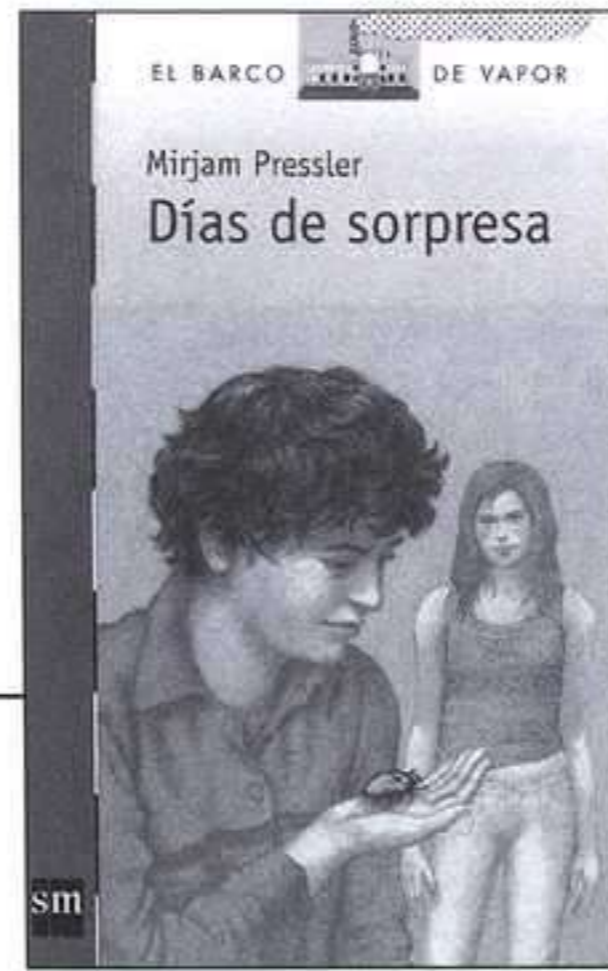 EL BARCO DE VAPOR
Mirjam Pressler
Días de sorpresa
sm